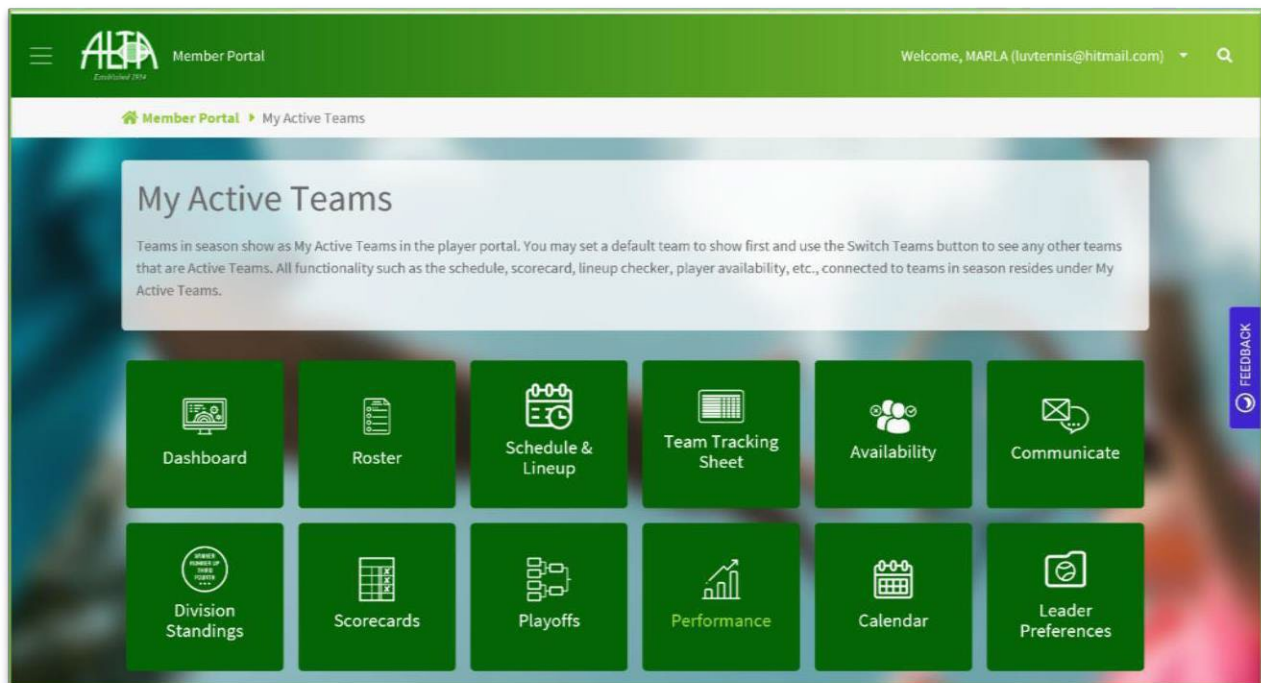 ALTA
Member Portal
Welcome, MARLA (luvtennis@hitmail.com)
Member Portal
My Active Teams
My Active Teams
Teams in season show as My Active Teams in the player portal. You may set a default team to show first and use the Switch Teams button to see any other teams
that are Active Teams. All functionality such as the schedule, scorecard, lineup checker, player availability, etc., connected to teams in season resides under My
Active Teams.
FEEDBACK
Dashboard
Roster
Schedule &
Lineup
Team Tracking
Sheet
Availability
Communicate
Division
Standings
Scorecards
Playoffs
Performance
Calendar
Leader
Preferences